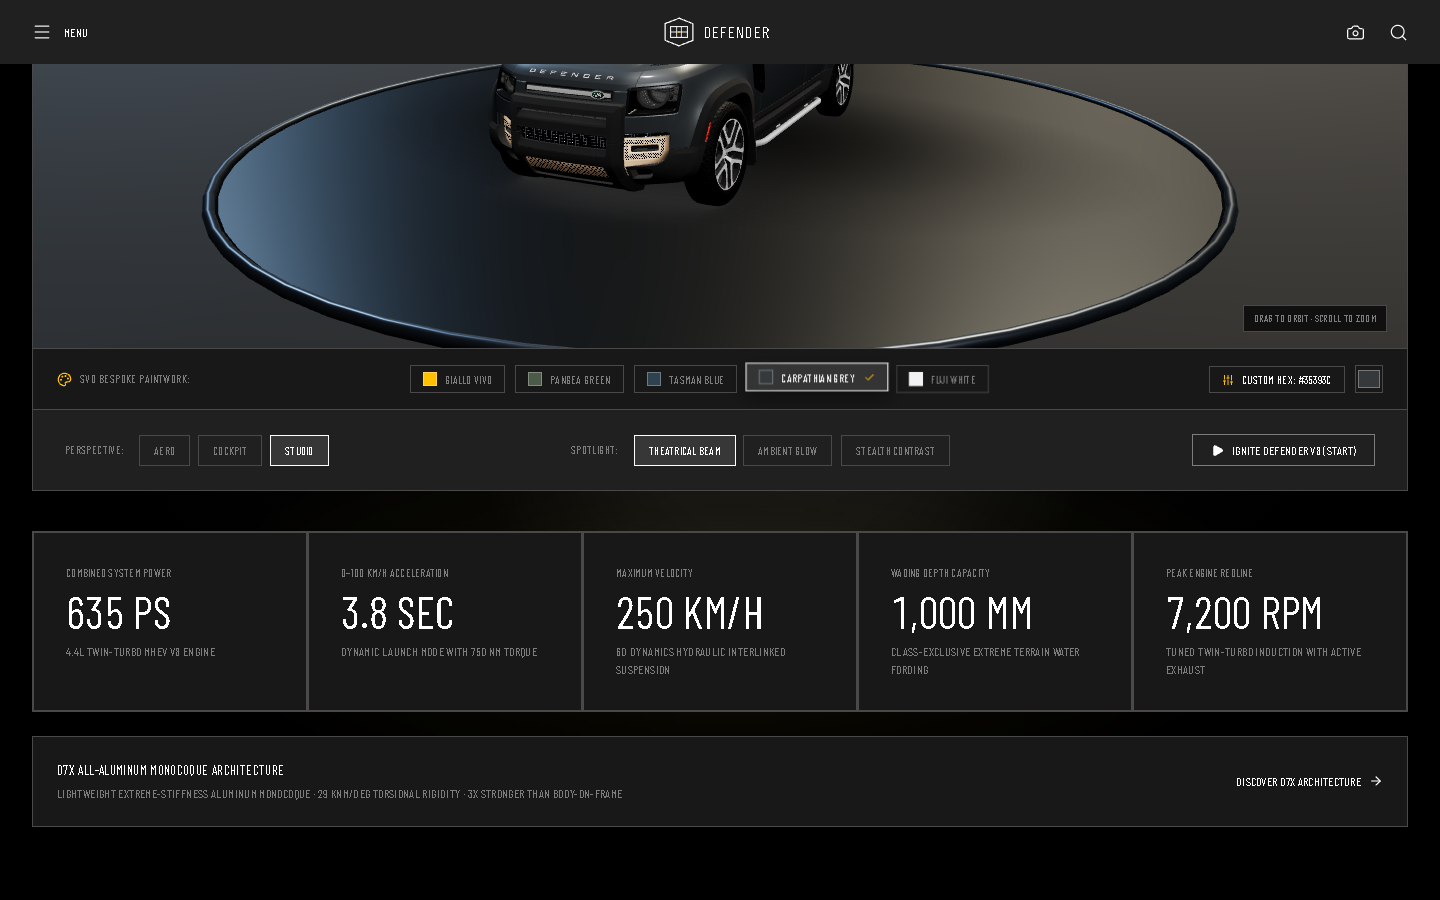 MENU
DEFENDER
DEFENDER
DRAG TO ORBIT · SCROLL TO ZOOM
SVO BESPOKE PAINTWORK:
GIALLO VIVO
PANGEA GREEN
TASMAN BLUE
CARPATHIAN GREY
FUJI WHITE
CUSTOM HEX: #35393C
PERSPECTIVE:
AERO
COCKPIT
STUDIO
SPOTLIGHT:
THEATRICAL BEAM
AMBIENT GLOW
STEALTH CONTRAST
IGNITE DEFENDER V8 (START)
COMBINED SYSTEM POWER
635 PS
4.4L TWIN-TURBO MHEV V8 ENGINE
0-100 KM/H ACCELERATION
3.8 SEC
DYNAMIC LAUNCH MODE WITH 750 NM TORQUE
MAXIMUM VELOCITY
250 KM/H
6D DYNAMICS HYDRAULIC INTERLINKED
SUSPENSION
WADING DEPTH CAPACITY
1,000 MM
CLASS-EXCLUSIVE EXTREME TERRAIN WATER
FORDING
PEAK ENGINE REDLINE
7,200 RPM
TUNED TWIN-TURBO INDUCTION WITH ACTIVE
EXHAUST
D7X ALL-ALUMINUM MONOCOQUE ARCHITECTURE
LIGHTWEIGHT EXTREME-STIFFNESS ALUMINUM MONOCOQUE · 29 KNM/DEG TORSIONAL RIGIDITY · 3X STRONGER THAN BODY-ON-FRAME
DISCOVER D7X ARCHITECTURE